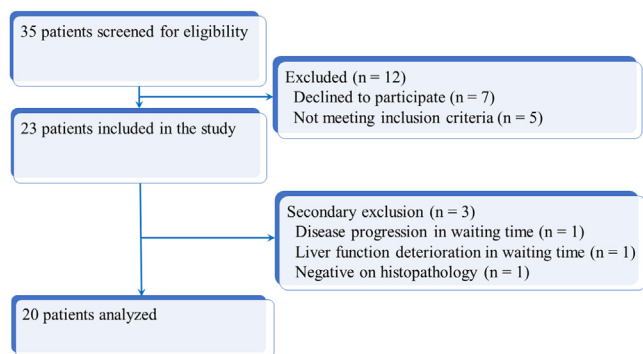 35 patients screened for eligibility
Excluded (n = 12)
Declined to participate (n = 7)
Not meeting inclusion criteria (n = 5)
23 patients included in the study
Secondary exclusion (n = 3)
Disease progression in waiting time (n = 1)
Liver function deterioration in waiting time (n = 1)
Negative on histopathology (n = 1)
20 patients analyzed